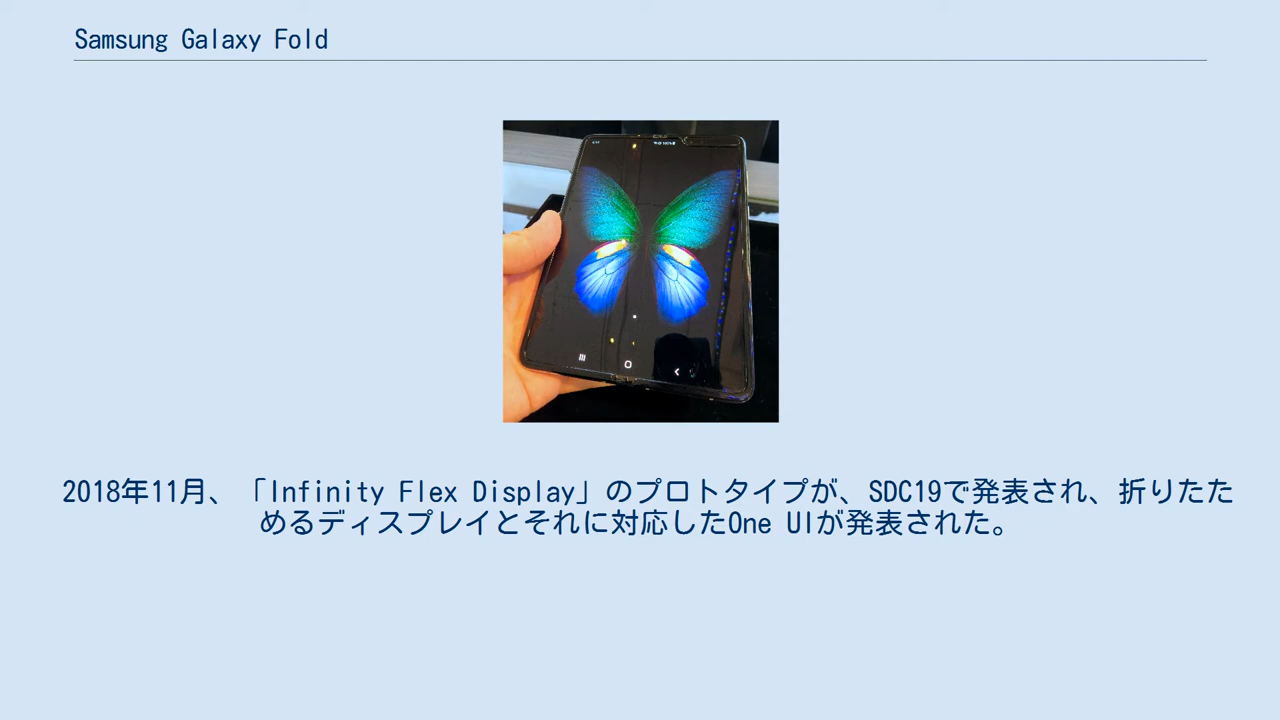 Samsung Galaxy Fold
2018年11月、「Infinity Flex Display」のプロトタイプが、SDC19で発表され、折りたた
めるディスプレイとそれに対応したOne UIが発表された。